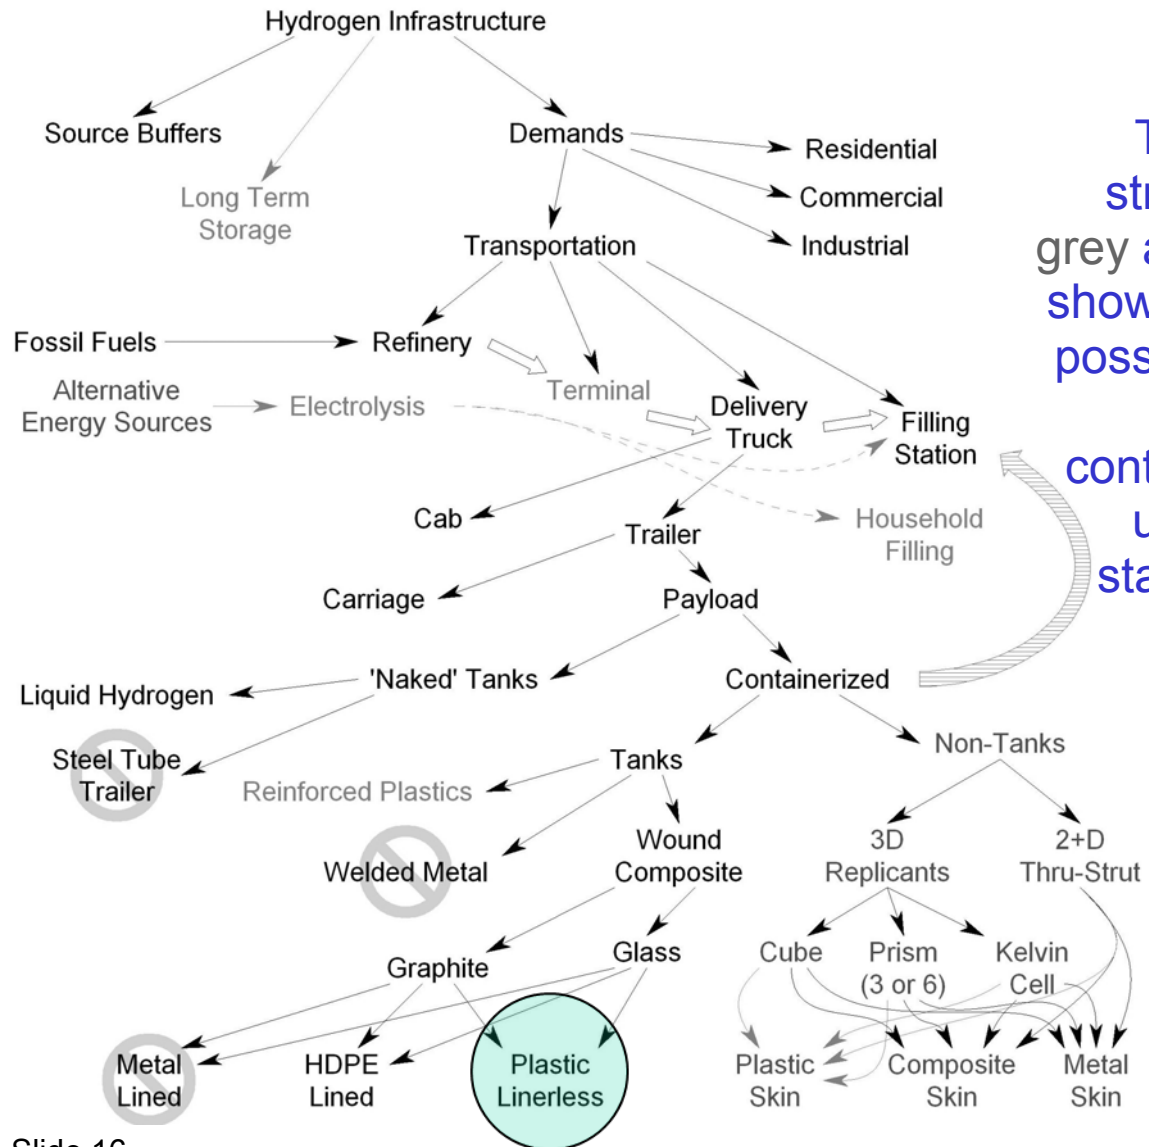 Hydrogen Infrastructure
Source Buffers
Long Term
Storage
Demands
Residential
Commercial
Industrial
Transportation
Fossil Fuels
Refinery
Alternative
Energy Sources
Electrolysis
Terminal
Delivery
Truck
Filling
Station
Cab
Trailer
Household
Filling
Carriage
Payload
'Naked' Tanks
Containerized
Liquid Hydrogen
Steel Tube
Trailer
Tanks
Non-Tanks
Reinforced Plastics
Welded Metal
Wound
Composite
3D
Replicants
2+D
Thru-Strut
Graphite
Glass
Cube
Prism
(3 or 6)
Kelvin
Cell
Metal
Lined
HDPE
Lined
Plastic
Linerless
Plastic
Skin
Composite
Skin
Metal
Skin
grey